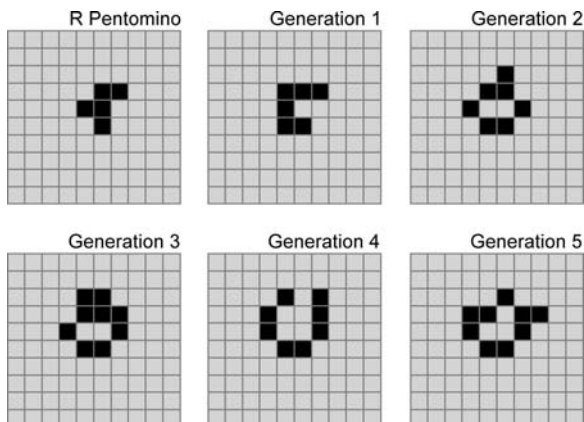 R Pentomino
Generation 1
Generation 2
Generation 3
Generation 4
Generation 5